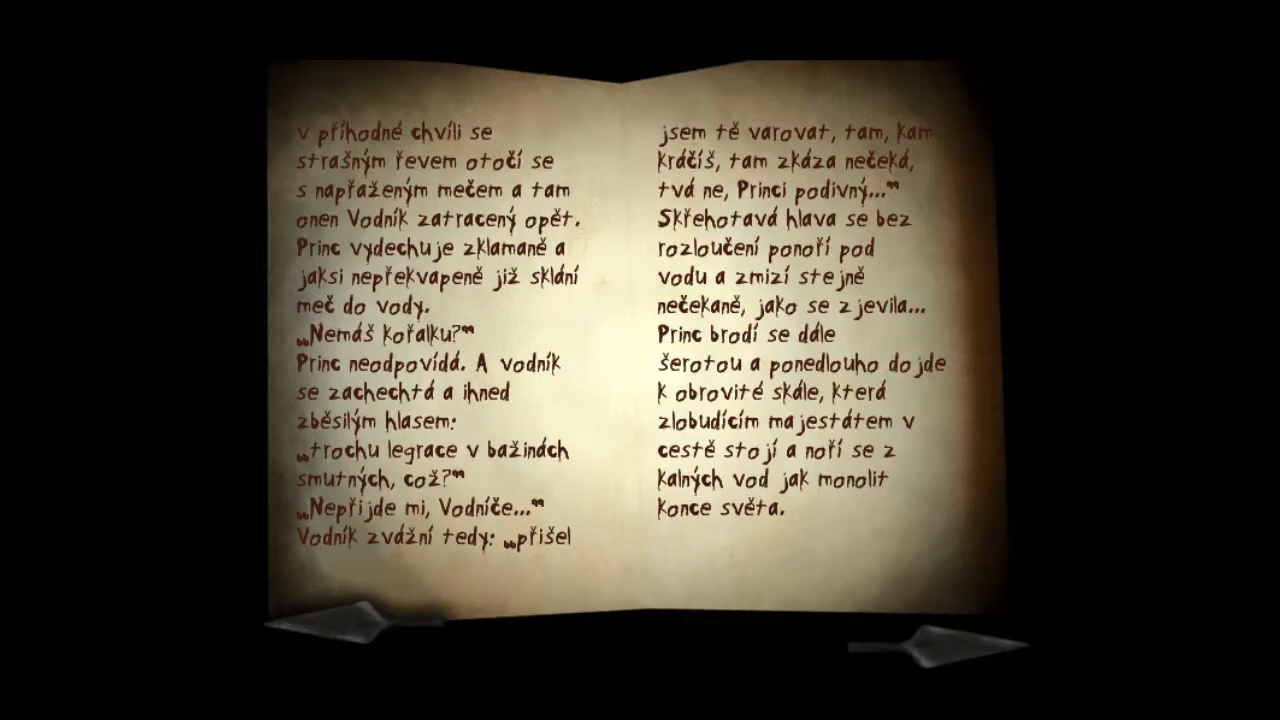 v příhodné chvíli se
strašným řevem otočí se
s napřaženým mečem a tam
onen Vodník zatracený opět.
Princ vydechuje zklamaně a
jaksi nepřekvapeně již sklání
meč do vody.
„Nemáš kořalku?"
Princ neodpovídá. A vodník
se zachechtá a ihned
zběsilým hlasem:
„trochu legrace v bažinách
smutných, což?"
„Nepřijde mi, Vodníče..."
Vodník zvážní tedy: „přišel
jsem tě varovat, tam, kam
kráčíš, tam zkáza nečeká,
tvá ne, Princi podivný..."
Skřehotavá hlava se bez
rozloučení ponoří pod
vodu a zmizí stejně
nečekaně, jako se zjevila...
Princ brodí se dále
šerotou a ponedlouho dojde
k obrovité skále, která
zlobudícím majestátem v
cestě stojí a noří se z
kalných vod jak monolit
konce světa.